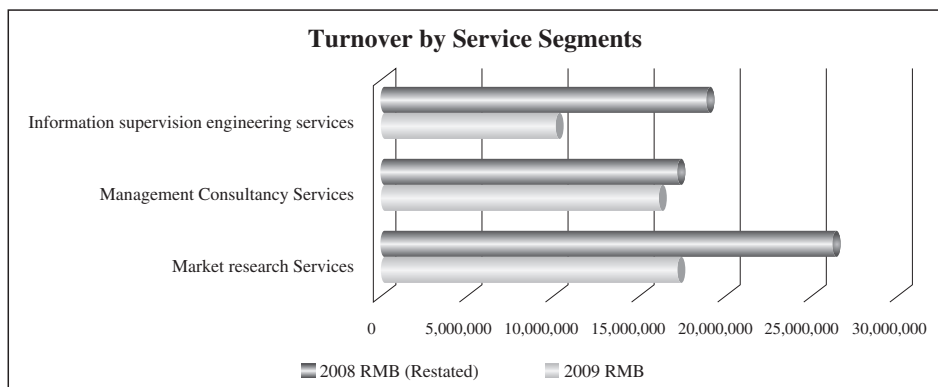 Turnover by Service Segments
Information supervision engineering services
Management Consultancy Services
Market research Services
0 5,000,000 10,000,000 15,000,000 20,000,000 25,000,000 30,000,000
2008 RMB (Restated) 2009 RMB